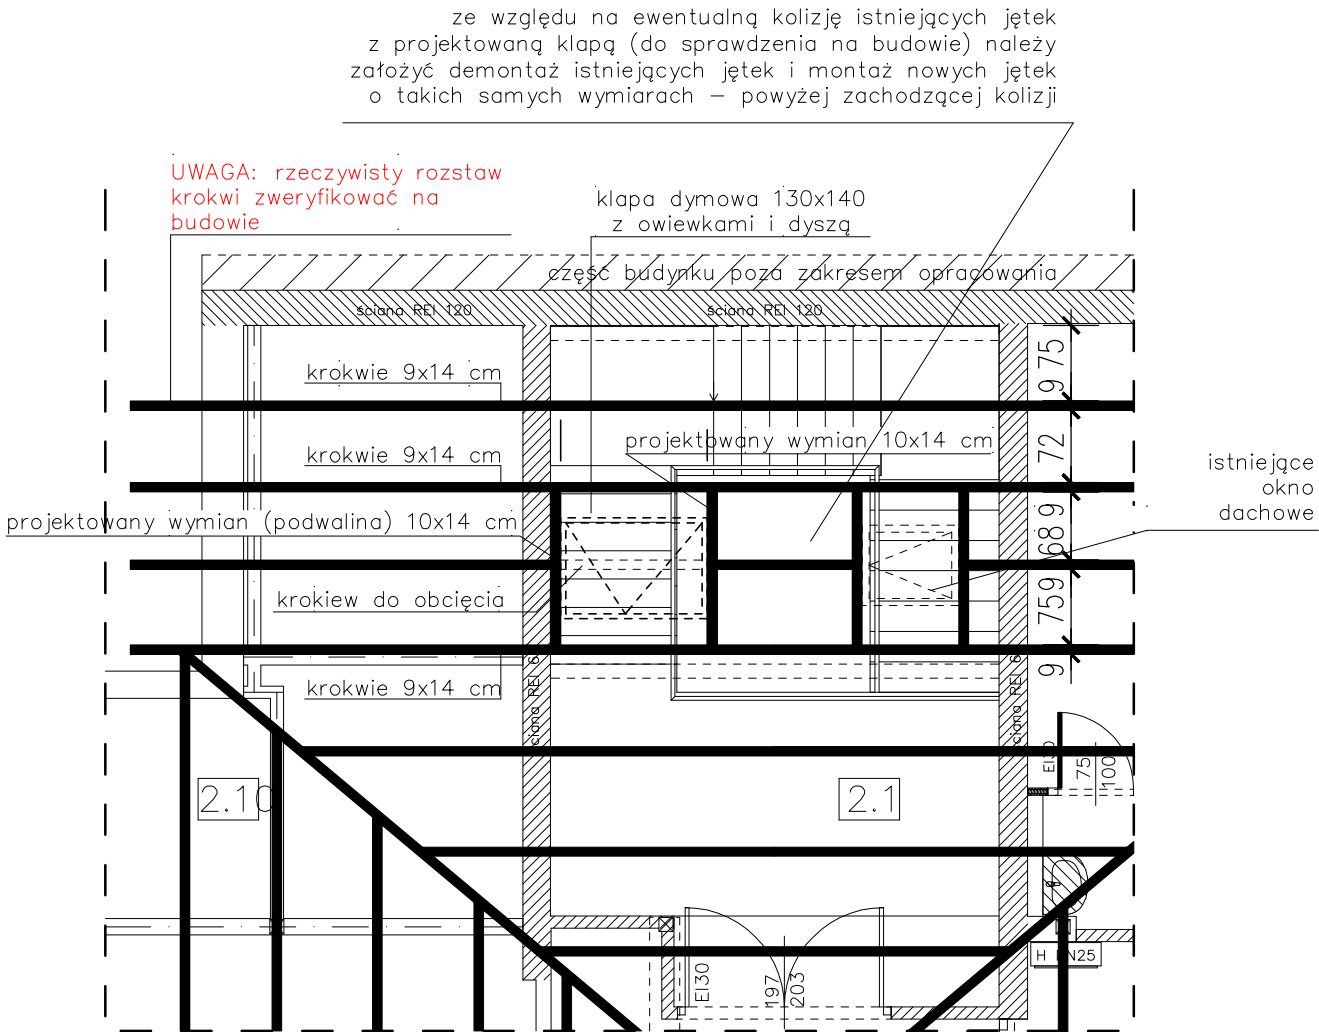 ze względu na ewentualną kolizję istniejących jętek
z projektowaną klapą (do sprawdzenia na budowie) należy
założyć demontaż istniejących jętek i montaż nowych jętek
o takich samych wymiarach – powyżej zachodzącej kolizji
UWAGA: rzeczywisty rozstaw
krokwi zweryfikować na
budowie
klapa dymowa 130x140
z owiewkami i dyszą
część budynku poza zakresem opracowania
ściana REI 120
ściana REI 120
krokwie 9x14 cm
75
9
projektowany wymian 10x14 cm
krokwie 9x14 cm
72
istniejące
okno
dachowe
9
projektowany wymian (podwalina) 10x14 cm
68
9
krokiew do obcięcia
75
9
krokwie 9x14 cm
ściana REI 6
ściana REI 6
EI30
75
100
2.10
2.1
EI30
197
203
H DN25